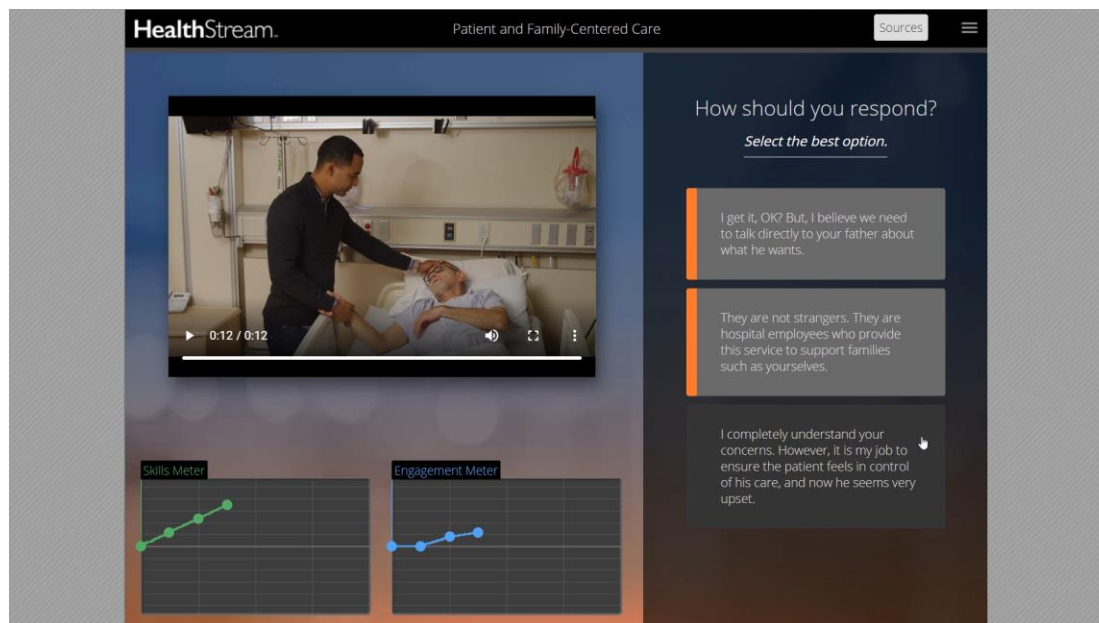 HealthStream.
Patient and Family-Centered Care
Sources
How should you respond?
Select the best option.
I get it, OK? But, I believe we need
to talk directly to your father about
what he wants.
They are not strangers. They are
hospital employees who provide
this service to support families
such as yourselves.
0:12 / 0:12
I completely understand your
concerns. However, it is my job to
ensure the patient feels in control
of his care, and now he seems very
upset.
Skills Meter
Engagement Meter